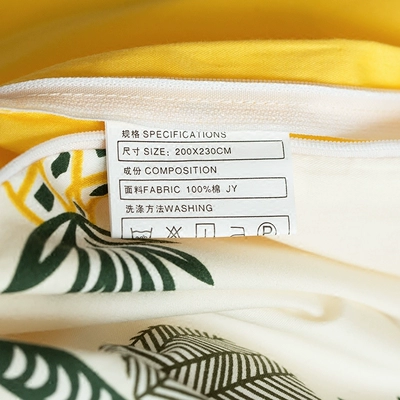 规格 SPECIFICATIONS
尺寸 SIZE: 200X230CM
成份 COMPOSITION
面料FABRIC 100%棉 JY
洗涤方法WASHING
P